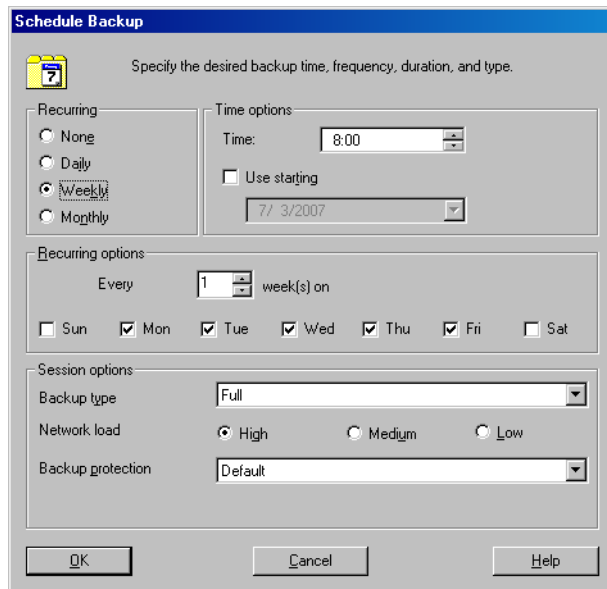 Schedule Backup
7
Specify the desired backup time, frequency, duration, and type.
Recurring
None
Daily
Weekly
Monthly
Time options
Time: 8:00
Use starting
7/ 3/2007
Recurring options
Every 1 week(s) on
Sun Mon Tue Wed Thu Fri Sat
Session options
Backup type Full
Network load High Medium Low
Backup protection Default
OK Cancel Help